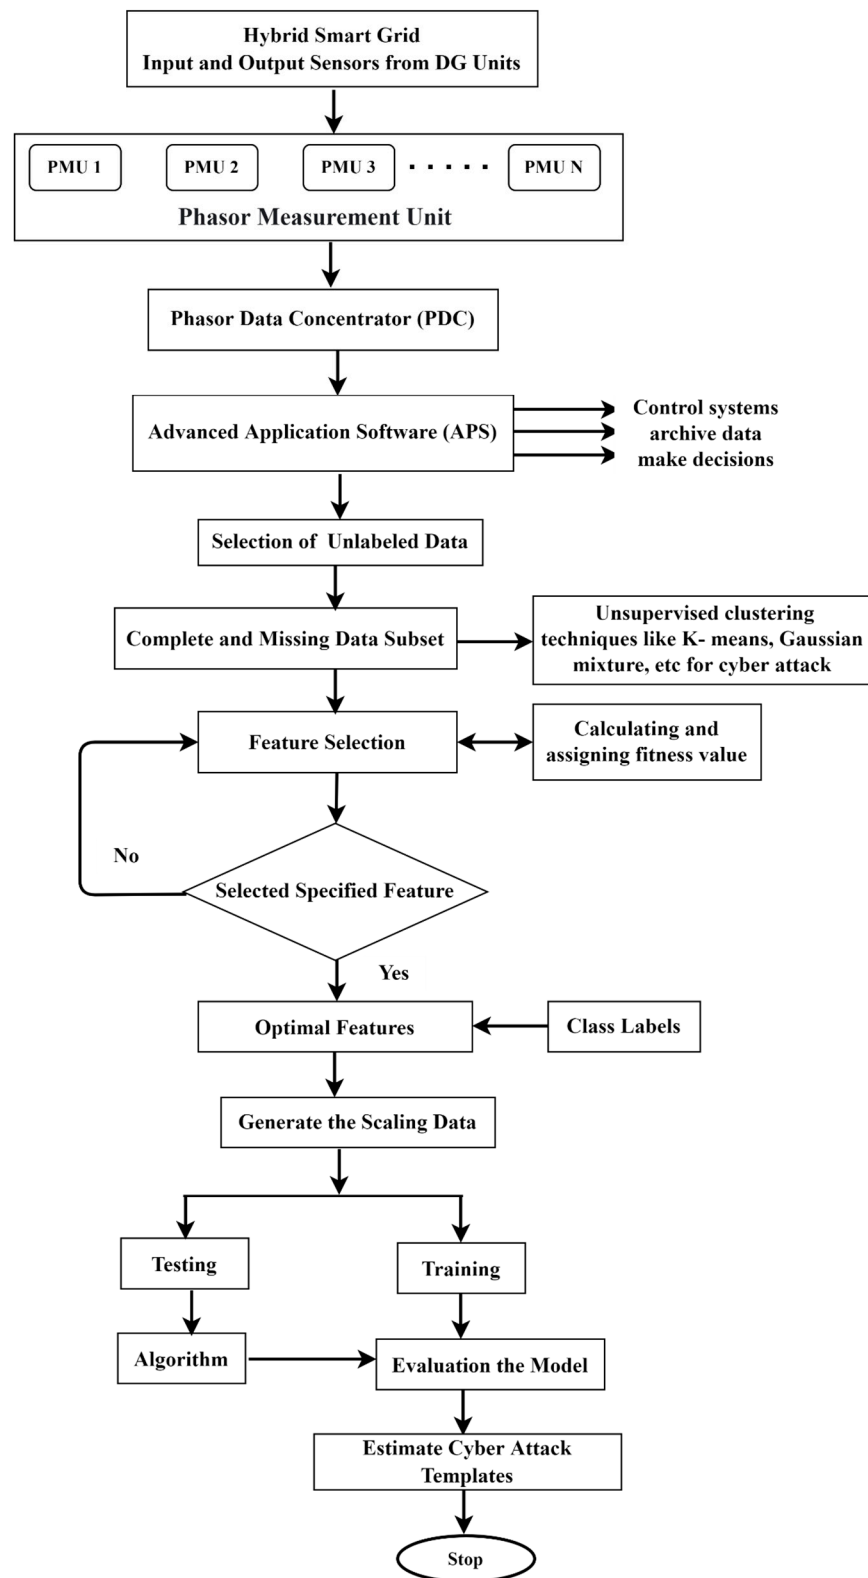 Hybrid Smart Grid
Input and Output Sensors from DG Units
PMU 1
PMU 2
PMU 3
PMU N
Phasor Measurement Unit
Phasor Data Concentrator (PDC)
Advanced Application Software (APS)
Control systems
archive data
make decisions
Selection of Unlabeled Data
Complete and Missing Data Subset
Unsupervised clustering
techniques like K- means, Gaussian
mixture, etc for cyber attack
Feature Selection
Calculating and
assigning fitness value
No
Selected Specified Feature
Yes
Optimal Features
Class Labels
Generate the Scaling Data
Testing
Training
Algorithm
Evaluation the Model
Estimate Cyber Attack
Templates
Stop